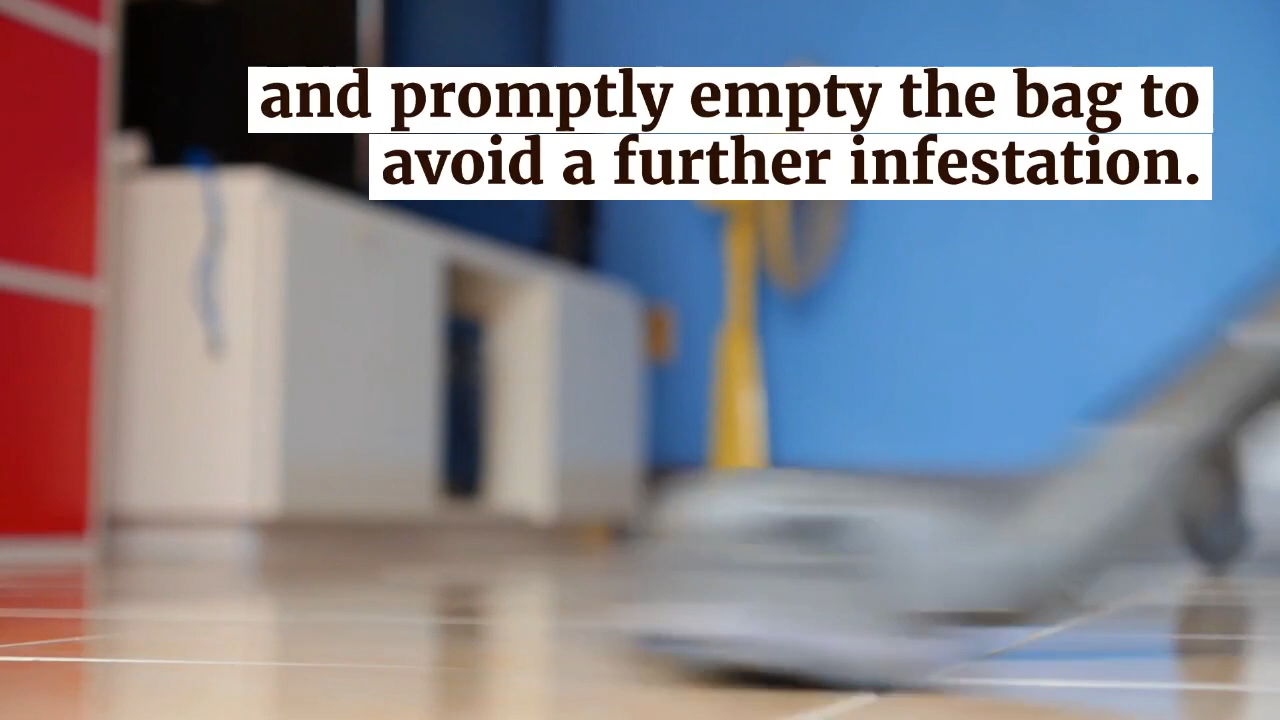 and promptly empty the bag to
avoid a further infestation.